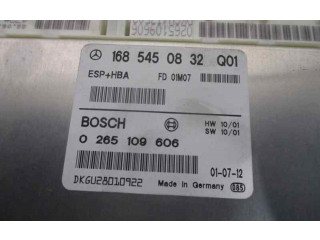 168 545 08 32 Q01
ESP+HBA FD 01M07
BOSCH HW 10/01
SW 10/01
0 265 109 606 01-07-12
DKGU28010922 Made in Germany